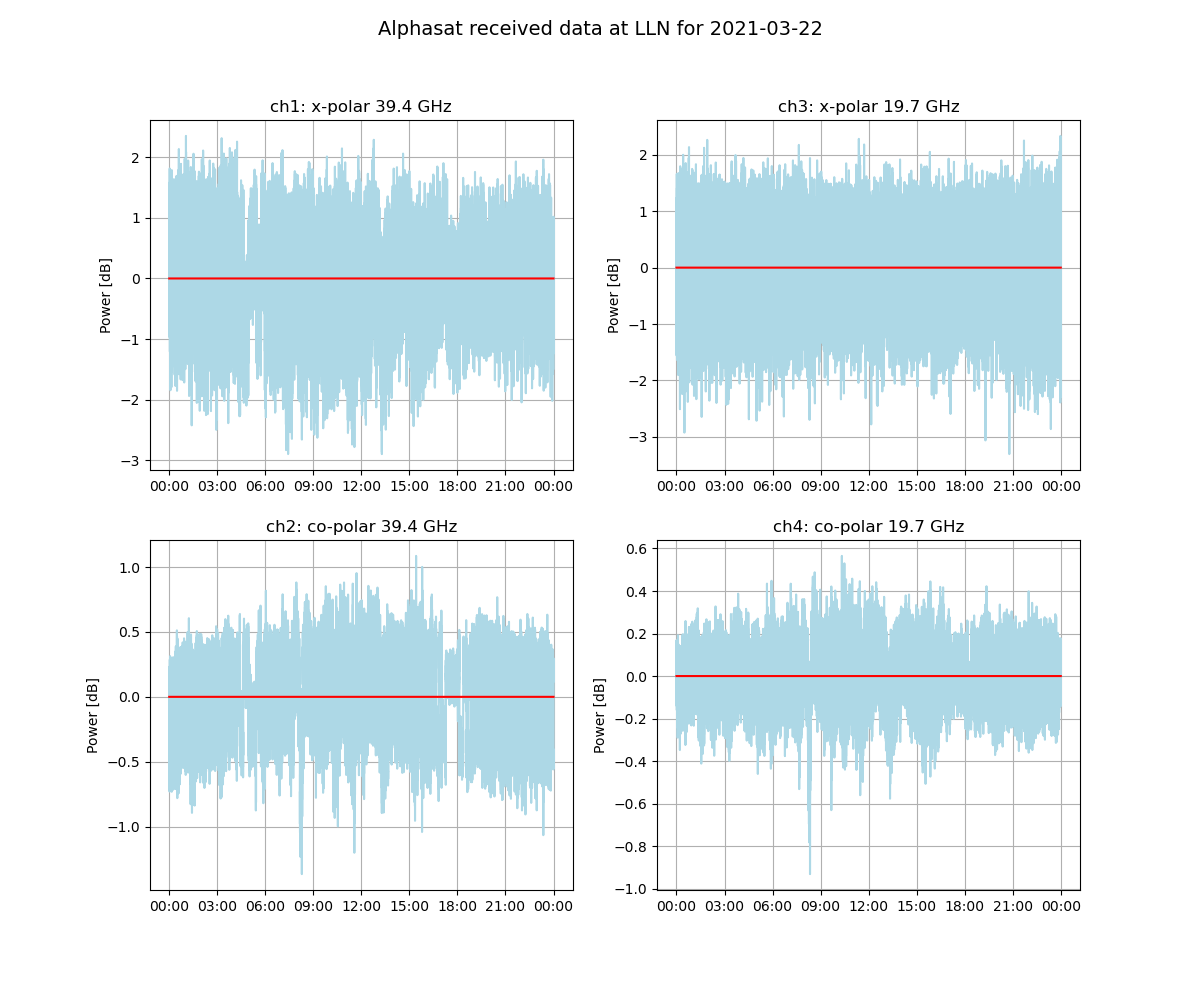 Alphasat received data at LLN for 2021-03-22
ch1: x-polar 39.4 GHz
Power [dB]
2
1
0
−1
−2
−3
00:00 03:00 06:00 09:00 12:00 15:00 18:00 21:00 00:00
ch3: x-polar 19.7 GHz
Power [dB]
2
1
0
−1
−2
−3
00:00 03:00 06:00 09:00 12:00 15:00 18:00 21:00 00:00
ch2: co-polar 39.4 GHz
Power [dB]
1.0
0.5
0.0
−0.5
−1.0
00:00 03:00 06:00 09:00 12:00 15:00 18:00 21:00 00:00
ch4: co-polar 19.7 GHz
Power [dB]
0.6
0.4
0.2
0.0
−0.2
−0.4
−0.6
−0.8
−1.0
00:00 03:00 06:00 09:00 12:00 15:00 18:00 21:00 00:00